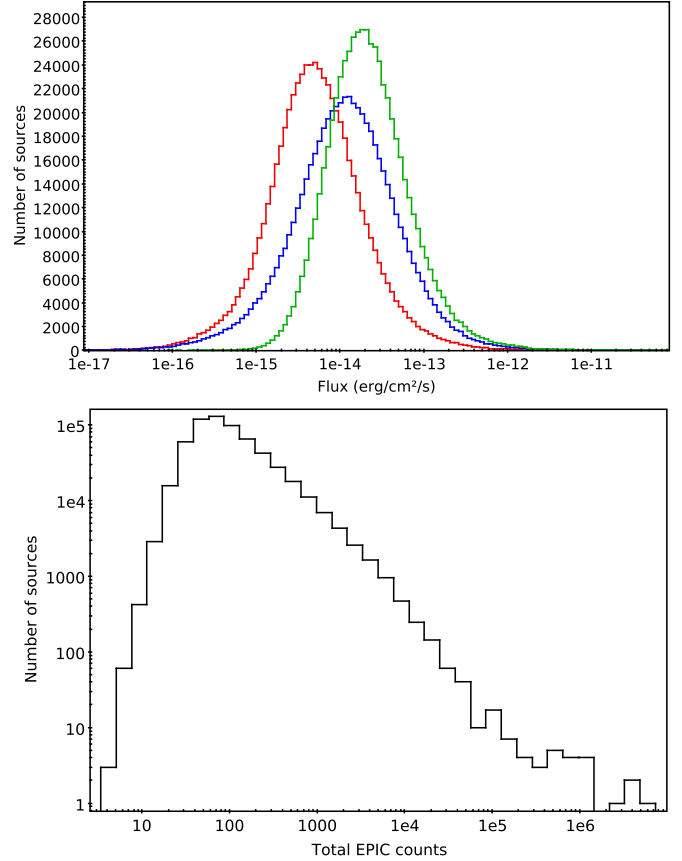 28000
26000
24000
22000
20000
18000
16000
14000
12000
10000
8000
6000
4000
2000
0
Number of sources
1e-17 1e-16 1e-15 1e-14 1e-13 1e-12 1e-11
Flux (erg/cm²/s)
1e5
1e4
1000
100
10
1
Number of sources
10 100 1000 1e4 1e5 1e6
Total EPIC counts